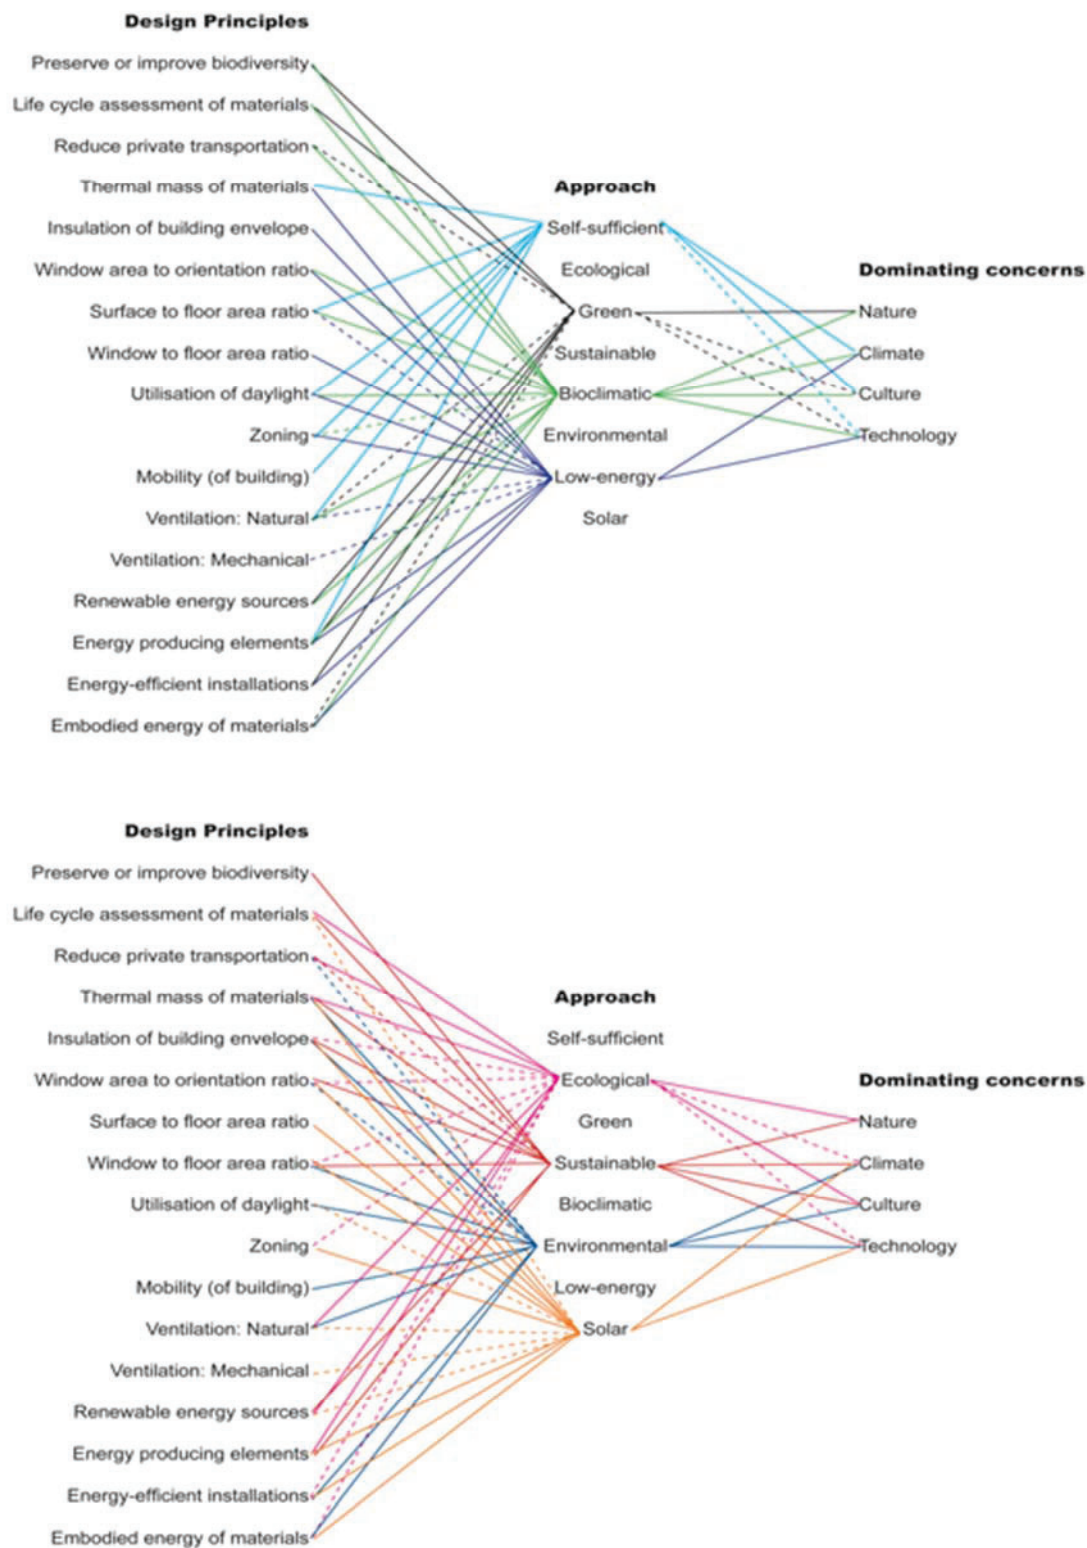 Design Principles
Preserve or improve biodiversity
Life cycle assessment of materials
Reduce private transportation
Thermal mass of materials
Insulation of building envelope
Window area to orientation ratio
Surface to floor area ratio
Window to floor area ratio
Utilisation of daylight
Zoning
Mobility (of building)
Ventilation: Natural
Ventilation: Mechanical
Renewable energy sources
Energy producing elements
Energy-efficient installations
Embodied energy of materials
Approach
Self-sufficient
Ecological
Green
Sustainable
Bioclimatic
Environmental
Low-energy
Solar
Dominating concerns
Nature
Climate
Culture
Technology
Design Principles
Preserve or improve biodiversity
Life cycle assessment of materials
Reduce private transportation
Thermal mass of materials
Insulation of building envelope
Window area to orientation ratio
Surface to floor area ratio
Window to floor area ratio
Utilisation of daylight
Zoning
Mobility (of building)
Ventilation: Natural
Ventilation: Mechanical
Renewable energy sources
Energy producing elements
Energy-efficient installations
Embodied energy of materials
Approach
Self-sufficient
Ecological
Green
Sustainable
Bioclimatic
Environmental
Low-energy
Solar
Dominating concerns
Nature
Climate
Culture
Technology